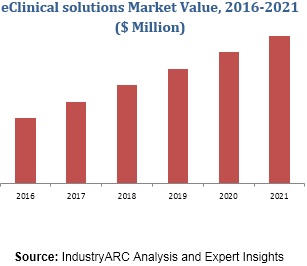 eClinical solutions Market Value, 2016-2021
($ Million)
2016 2017 2018 2019 2020 2021
Source: IndustryARC Analysis and Expert Insights